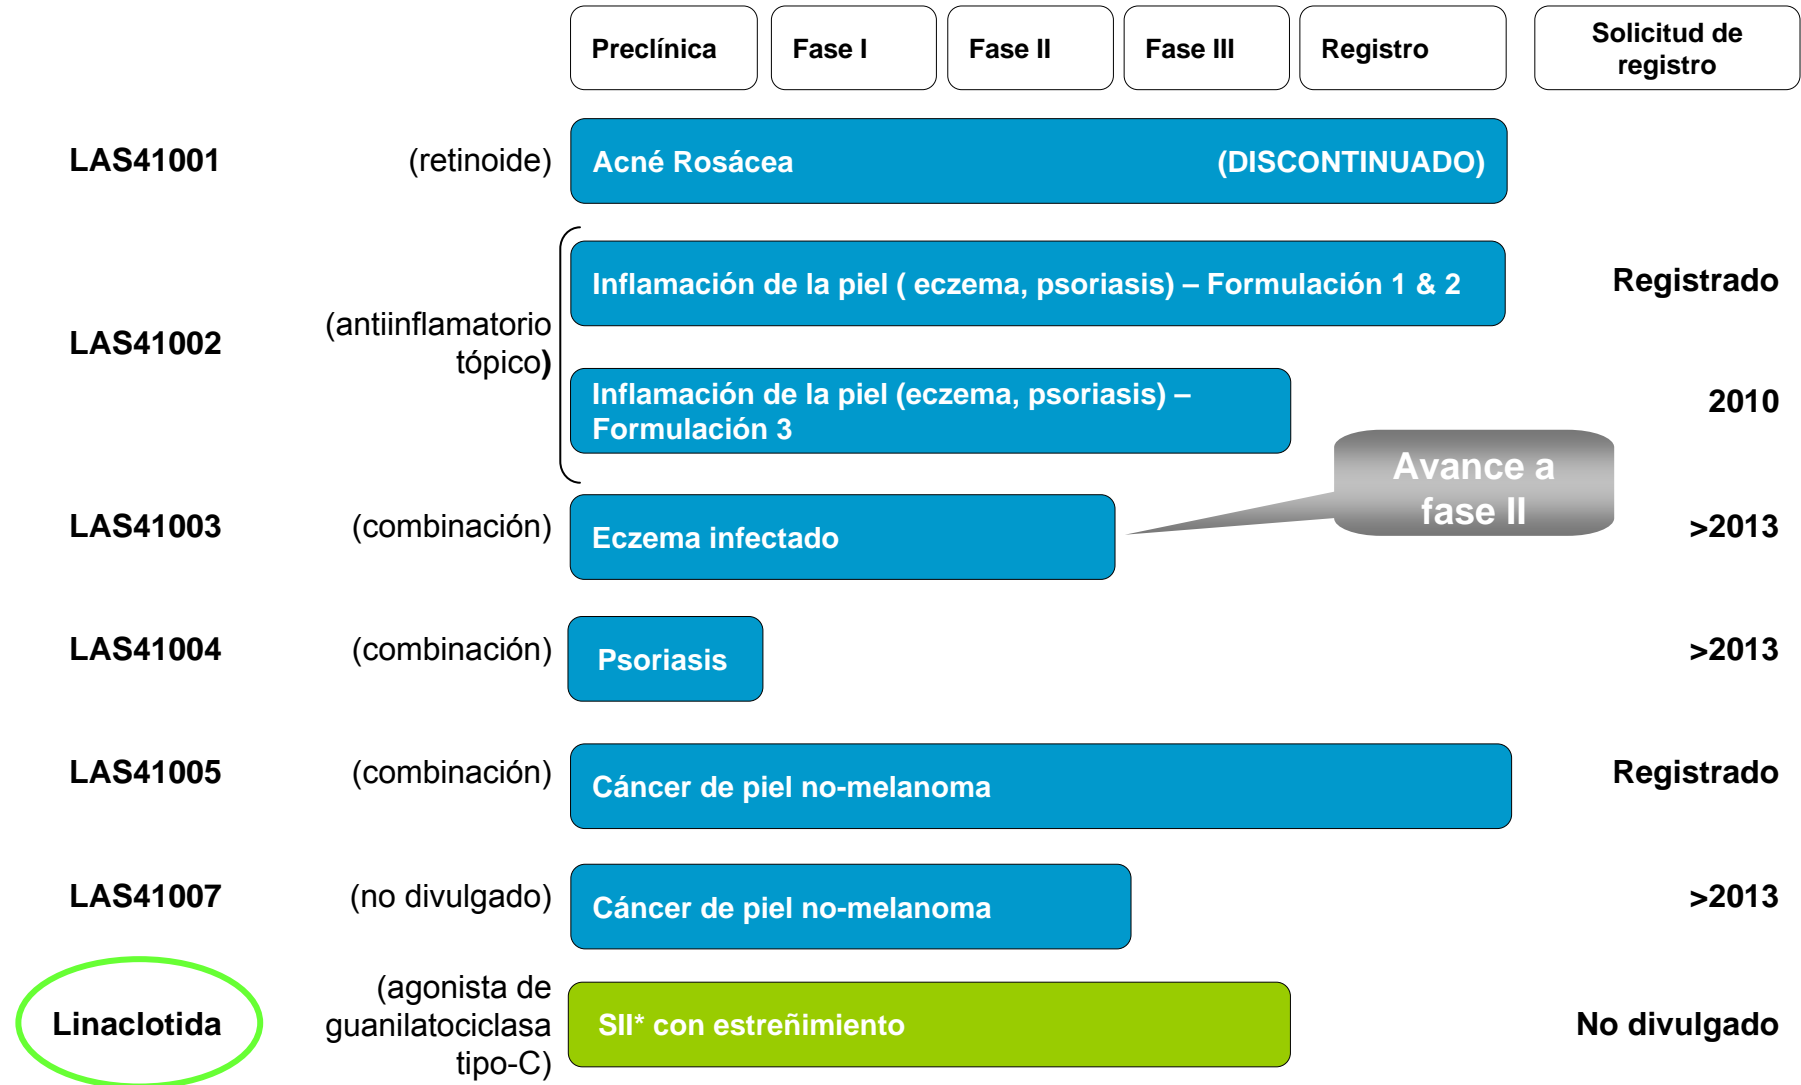 Preclínica
Fase I
Fase II
Fase III
Registro
Solicitud de
registro
LAS41001
(retinoide)
Acné Rosácea
(DISCONTINUADO)
LAS41002
(antiinflamatorio
tópico)
Inflamación de la piel ( eczema, psoriasis) – Formulación 1 & 2
Registrado
Inflamación de la piel (eczema, psoriasis) –
Formulación 3
2010
Avance a
fase II
LAS41003
(combinación)
Eczema infectado
>2013
LAS41004
(combinación)
Psoriasis
>2013
LAS41005
(combinación)
Cáncer de piel no-melanoma
Registrado
LAS41007
(no divulgado)
Cáncer de piel no-melanoma
>2013
Linaclotida
(agonista de
guanilatociclasa
tipo-C)
SII* con estreñimiento
No divulgado